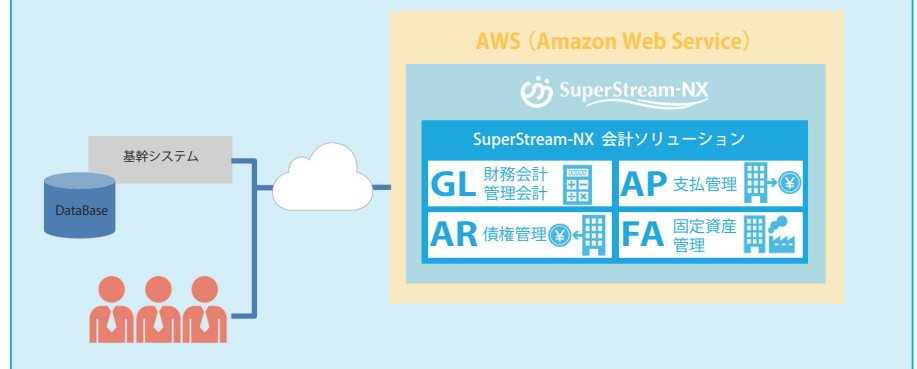 AWS（Amazon Web Service）
SuperStream-NX
SuperStream-NX 会計ソリューション
基幹システム
DataBase
GL 財務会計
管理会計
AP 支払管理
AR 債権管理
FA 固定資産
管理